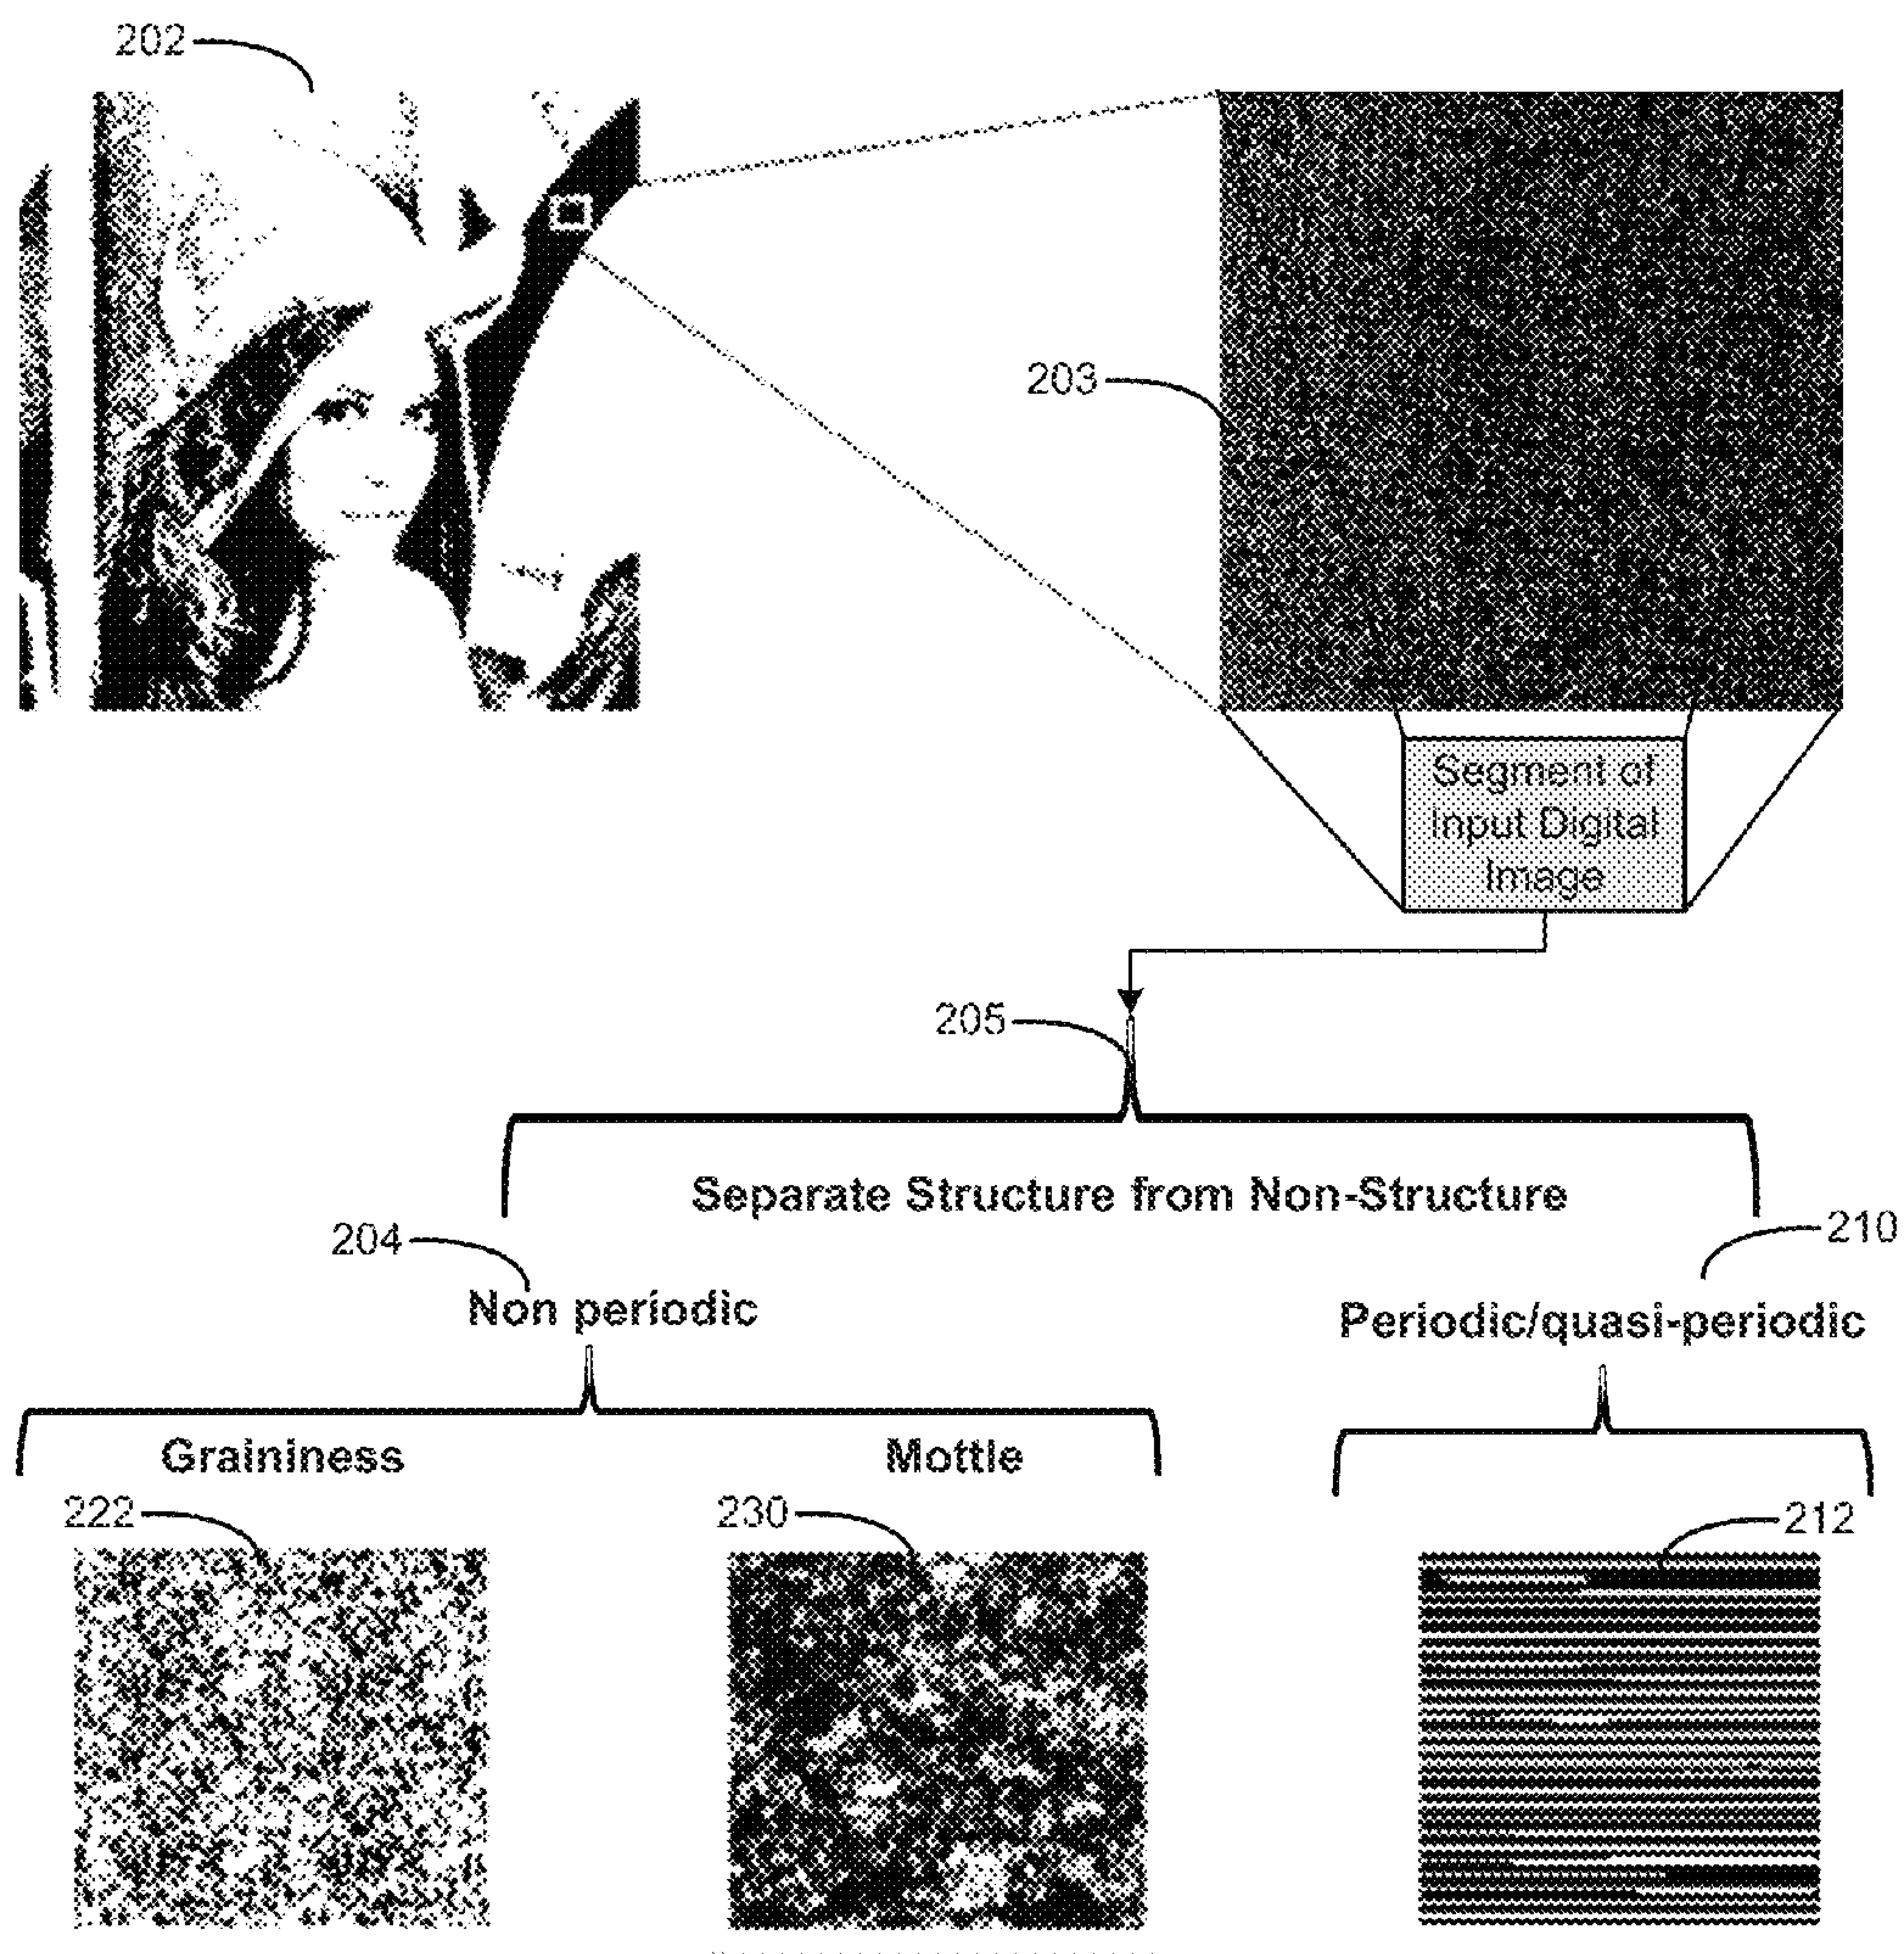 202
203
Segment of
Input Digital
Image
205
Separate Structure from Non-Structure
204
210
Non periodic
Periodic/quasi-periodic
Graininess
Mottle
222
230
212